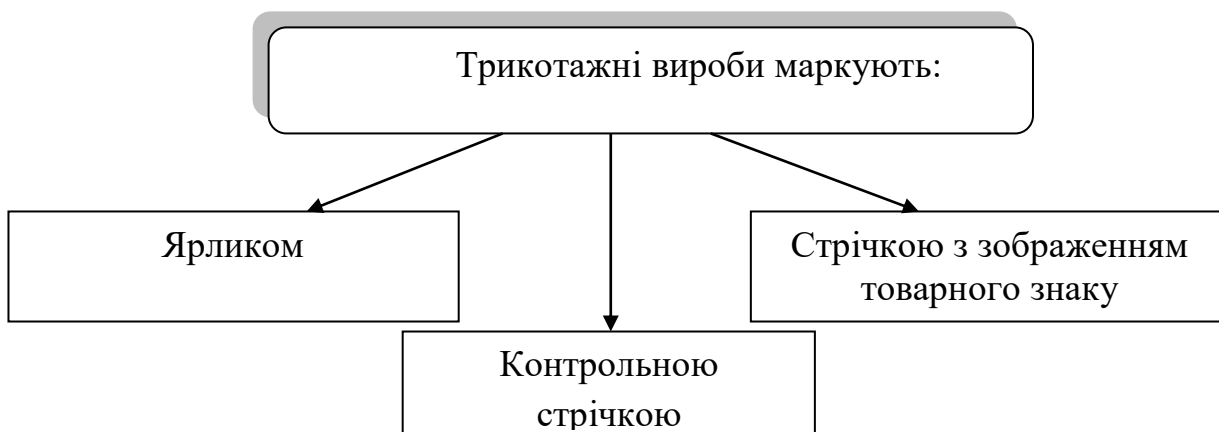 Трикотажні вироби маркують:
Ярликом
Стрічкою з зображенням
товарного знаку
Контрольною
стрічкою